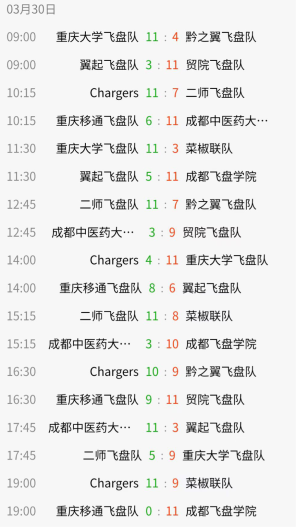 03月30日
09:00 重庆大学飞盘队 11 : 4 黔之翼飞盘队
09:00 翼起飞盘队 3 : 11 贸院飞盘队
10:15 Chargers 11 : 7 二师飞盘队
10:15 重庆移通飞盘队 6 : 11 成都中医药大…
11:30 重庆大学飞盘队 11 : 3 菜椒联队
11:30 翼起飞盘队 5 : 11 成都飞盘学院
12:45 二师飞盘队 11 : 7 黔之翼飞盘队
12:45 成都中医药大… 3 : 9 贸院飞盘队
14:00 Chargers 4 : 11 重庆大学飞盘队
14:00 重庆移通飞盘队 8 : 6 翼起飞盘队
15:15 二师飞盘队 11 : 8 菜椒联队
15:15 成都中医药大… 3 : 10 成都飞盘学院
16:30 Chargers 10 : 9 黔之翼飞盘队
16:30 重庆移通飞盘队 9 : 11 贸院飞盘队
17:45 成都中医药大… 11 : 3 翼起飞盘队
17:45 二师飞盘队 5 : 9 重庆大学飞盘队
19:00 Chargers 11 : 9 菜椒联队
19:00 重庆移通飞盘队 0 : 11 成都飞盘学院